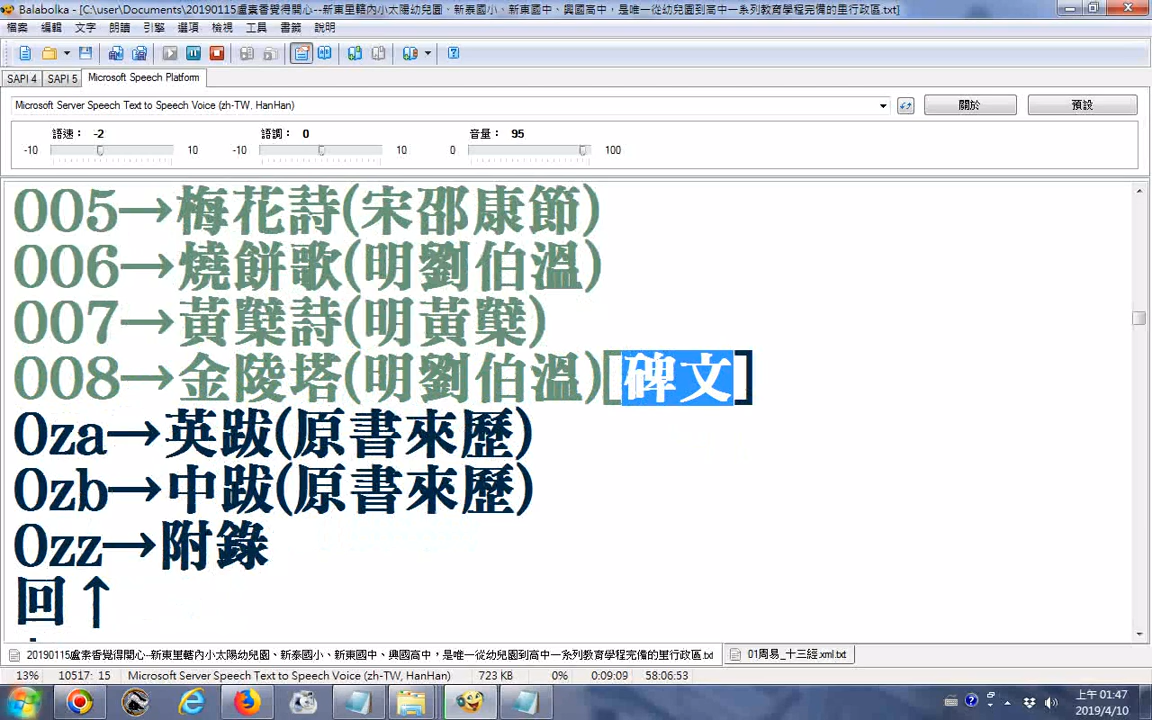 Balabolka - [C:\user\Documents\20190115盧素香覺得開心--新東里轄內小太陽幼兒園、新泰國小、新東國中、興國高中，是唯一從幼兒園到高中一系列教育學程完備的里行政區.txt]
檔案 編輯 文字 朗讀 引擎 選項 檢視 工具 書籤 說明
SAPI 4 SAPI 5 Microsoft Speech Platform
Microsoft Server Speech Text to Speech Voice (zh-TW, HanHan) 關於 預設
語速： -2 語調： 0 音量： 95
-10 10 -10 10 0 100
005→梅花詩(宋邵康節)
006→燒餅歌(明劉伯溫)
007→黃櫱詩(明黃櫱)
008→金陵塔(明劉伯溫)[碑文]
0za→英跋(原書來歷)
0zb→中跋(原書來歷)
0zz→附錄
回↑
20190115盧素香覺得開心--新東里轄內小太陽幼兒園、新泰國小、新東國中、興國高中，是唯一從幼兒園到高中一系列教育學程完備的里行政區.txt 01周易_十三經.xml.txt
13% 10517: 15 Microsoft Server Speech Text to Speech Voice (zh-TW, HanHan) 723 KB 0% 0:09:09 58:06:53
上午 01:47
2019/4/10